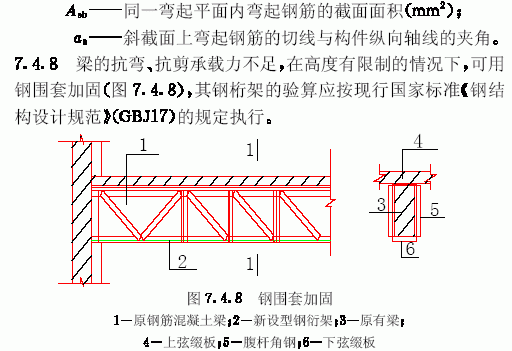 Asb——同一弯起平面内弯起钢筋的截面面积(mm²);
as——斜截面上弯起钢筋的切线与构件纵向轴线的夹角。
7.4.8 梁的抗弯、抗剪承载力不足,在高度有限制的情况下,可用
钢围套加固(图7.4.8),其钢桁架的验算应按现行国家标准《钢结
构设计规范》(GBJ17)的规定执行。
1
1
4
3
5
2
1
6
图7.4.8 钢围套加固
1—原钢筋混凝土梁;2—新设型钢衍架;3—原有梁;
4—上弦缀板;5—腹杆角钢;6—下弦缀板